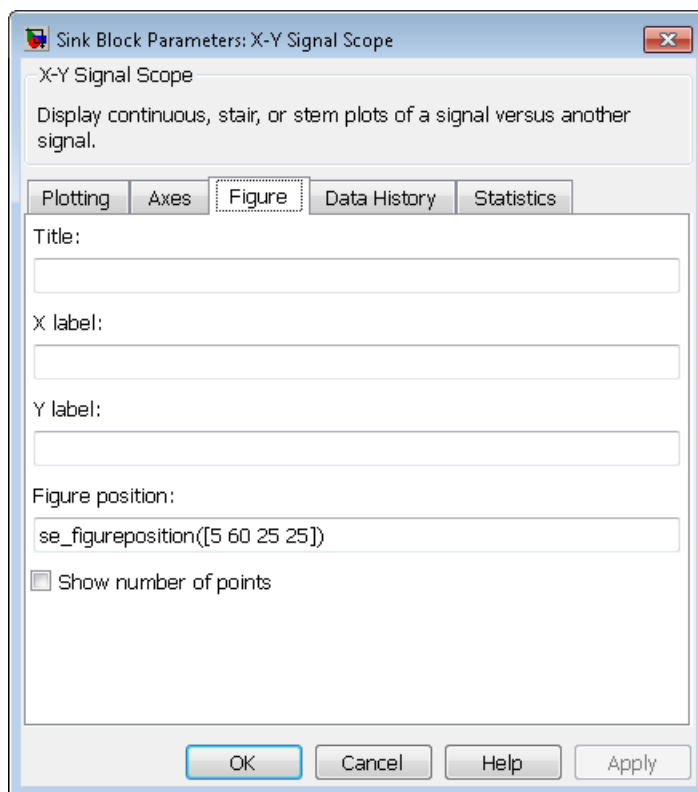 Sink Block Parameters: X-Y Signal Scope
X-Y Signal Scope
Display continuous, stair, or stem plots of a signal versus another
signal.
Plotting Axes Figure Data History Statistics
Title:
X label:
Y label:
Figure position:
se_figureposition([5 60 25 25])
Show number of points
OK Cancel Help Apply